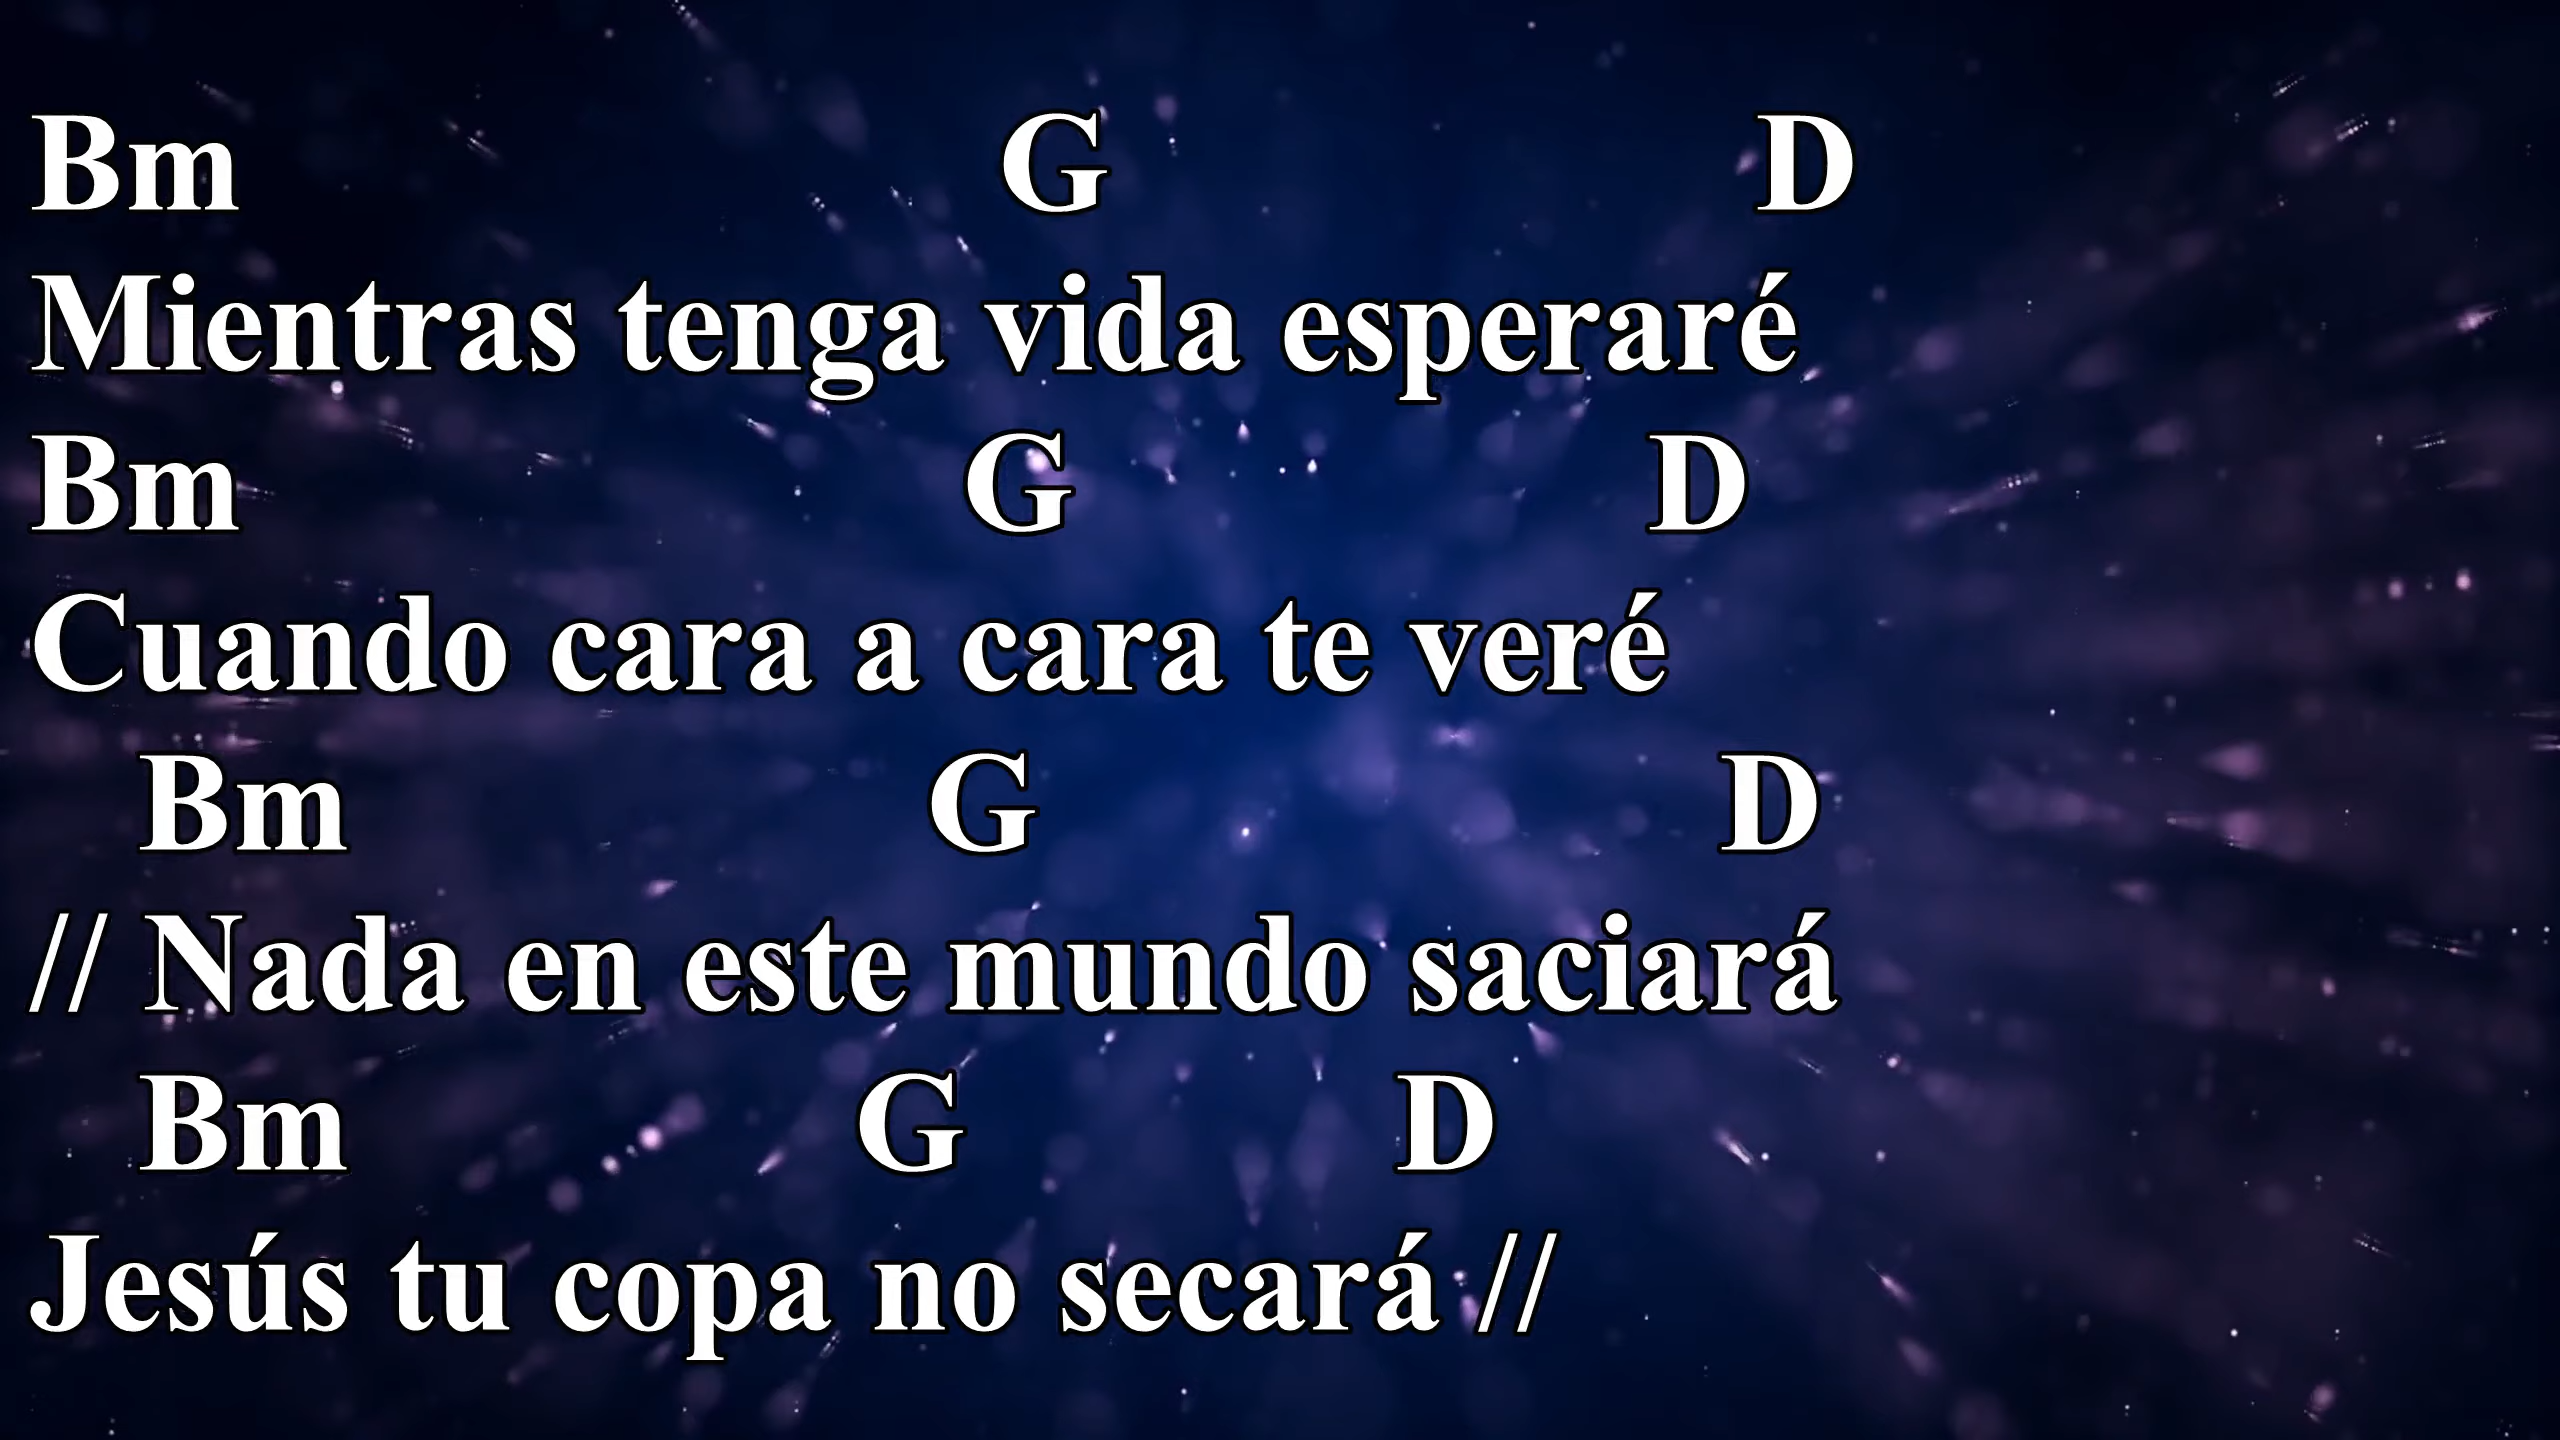 Bm G D
Mientras tenga vida esperaré
Bm G D
Cuando cara a cara te veré
Bm G D
// Nada en este mundo saciará
Bm G D
Jesús tu copa no secará //